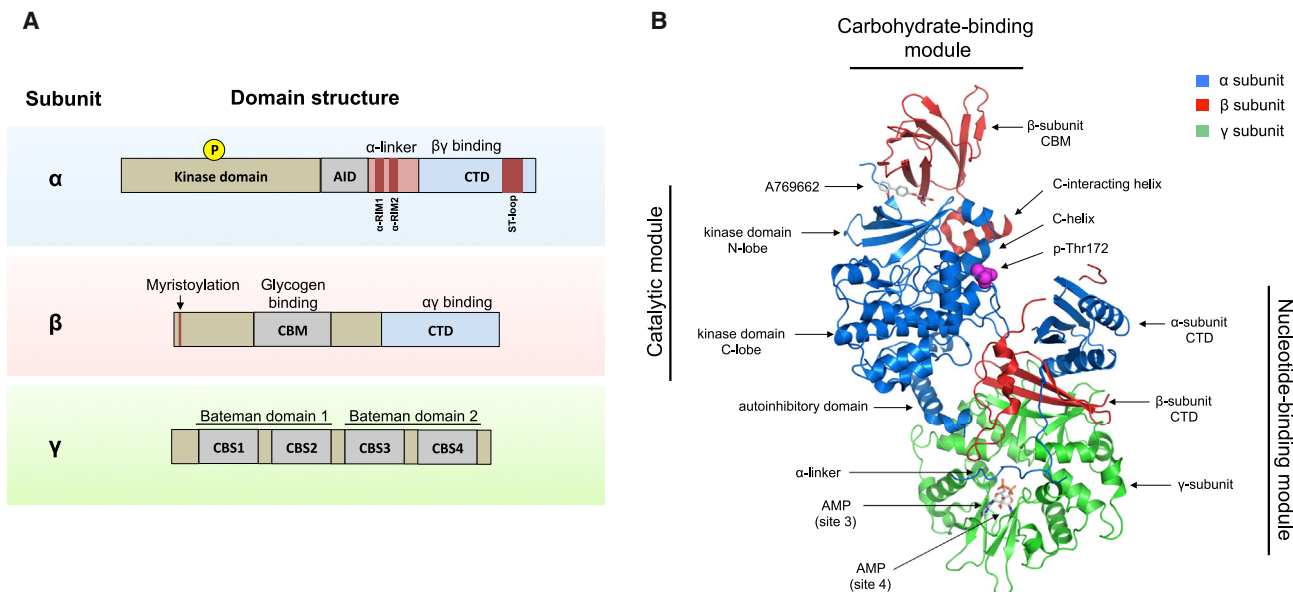 A
Subunit
Domain structure
α
P
Kinase domain
AID
α-linker
α-RIM1
α-RIM2
βγ binding
CTD
ST-loop
β
Myristoylation
Glycogen
binding
CBM
αγ binding
CTD
γ
Bateman domain 1
Bateman domain 2
CBS1
CBS2
CBS3
CBS4
B
Carbohydrate-binding
module
α subunit
β subunit
γ subunit
β-subunit
CBM
A769662
C-interacting helix
C-helix
p-Thr172
kinase domain
N-lobe
Catalytic module
kinase domain
C-lobe
α-subunit
CTD
autoinhibitory domain
β-subunit
CTD
Nucleotide-binding module
α-linker
γ-subunit
AMP
(site 3)
AMP
(site 4)